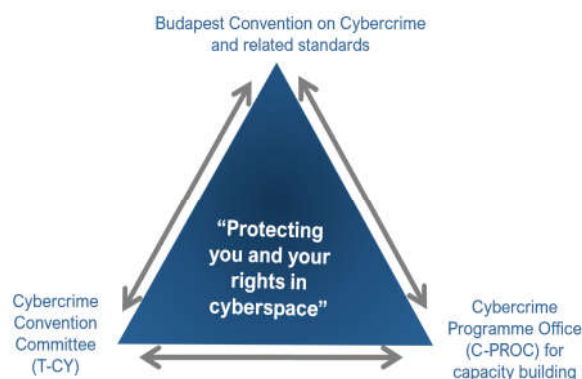 Budapest Convention on Cybercrime
and related standards
“Protecting
you and your
rights in
cyberspace”
Cybercrime
Convention
Committee
(T-CY)
Cybercrime
Programme Office
(C-PROC) for
capacity building